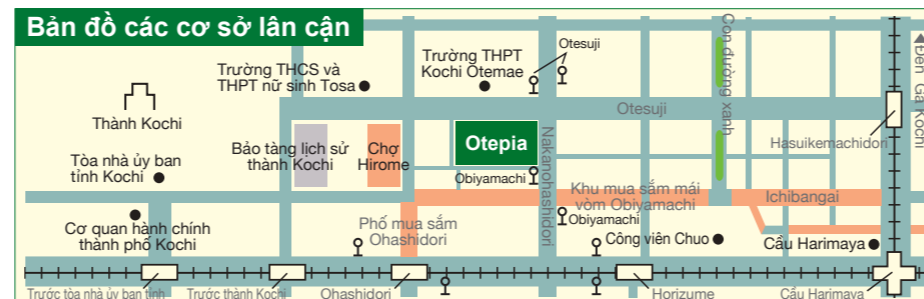 Bản đồ các cơ sở lân cận
Trường THCS và
THPT nữ sinh Tosa
Trường THPT
Kochi Otemae
Otesuji
Con đường xanh
Đến Ga Kochi
Thành Kochi
Otesuji
Hasuikemachidori
Bảo tàng lịch sử
thành Kochi
Chợ
Hirome
Otepia
Nakanohashidori
Tòa nhà ủy ban
tỉnh Kochi
Obiyamachi
Khu mua sắm mái
vòm Obiyamachi
Ichibangai
Cơ quan hành chính
thành phố Kochi
Phố mua sắm
Ohashidori
Obiyamachi
Công viên Chuo
Cầu Harimaya
Trước tòa nhà ủy ban tỉnh
Trước thành Kochi
Ohashidori
Horizume
Cầu Harimaya